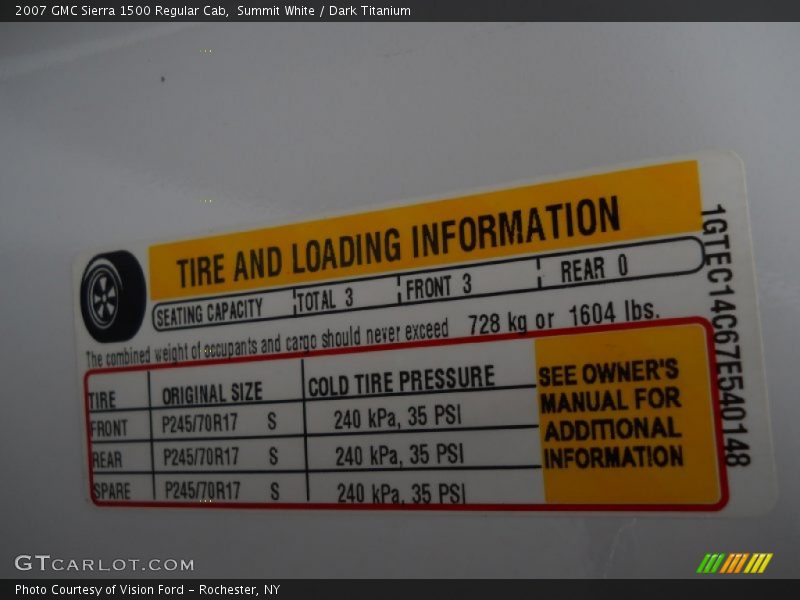 2007 GMC Sierra 1500 Regular Cab,  Summit White / Dark Titanium
TIRE AND LOADING INFORMATION
SEATING CAPACITY TOTAL 3 FRONT 3 REAR 0
The combined weight of occupants and cargo should never exceed 728 kg or 1604 lbs.
TIRE ORIGINAL SIZE COLD TIRE PRESSURE
FRONT P245/70R17 S 240 kPa, 35 PSI
REAR P245/70R17 S 240 kPa, 35 PSI
SPARE P245/70R17 S 240 kPa, 35 PSI
SEE OWNER'S
MANUAL FOR
ADDITIONAL
INFORMATION
1GTEC14C67E540148
GTCARLOT.COM
Photo Courtesy of Vision Ford – Rochester, NY